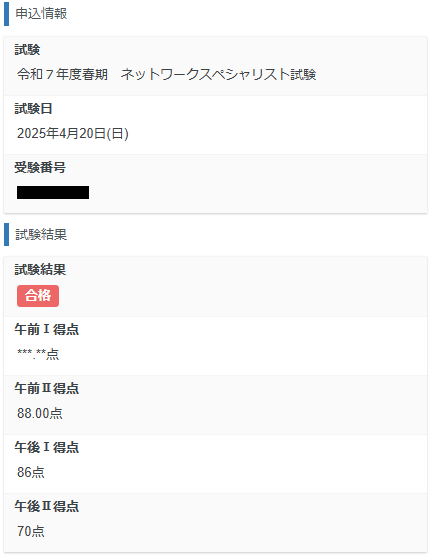 申込情報
試験
令和７年度春期　ネットワークスペシャリスト試験
試験日
2025年4月20日(日)
受験番号
試験結果
試験結果
合格
午前Ⅰ得点
***.**点
午前Ⅱ得点
88.00点
午後Ⅰ得点
86点
午後Ⅱ得点
70点